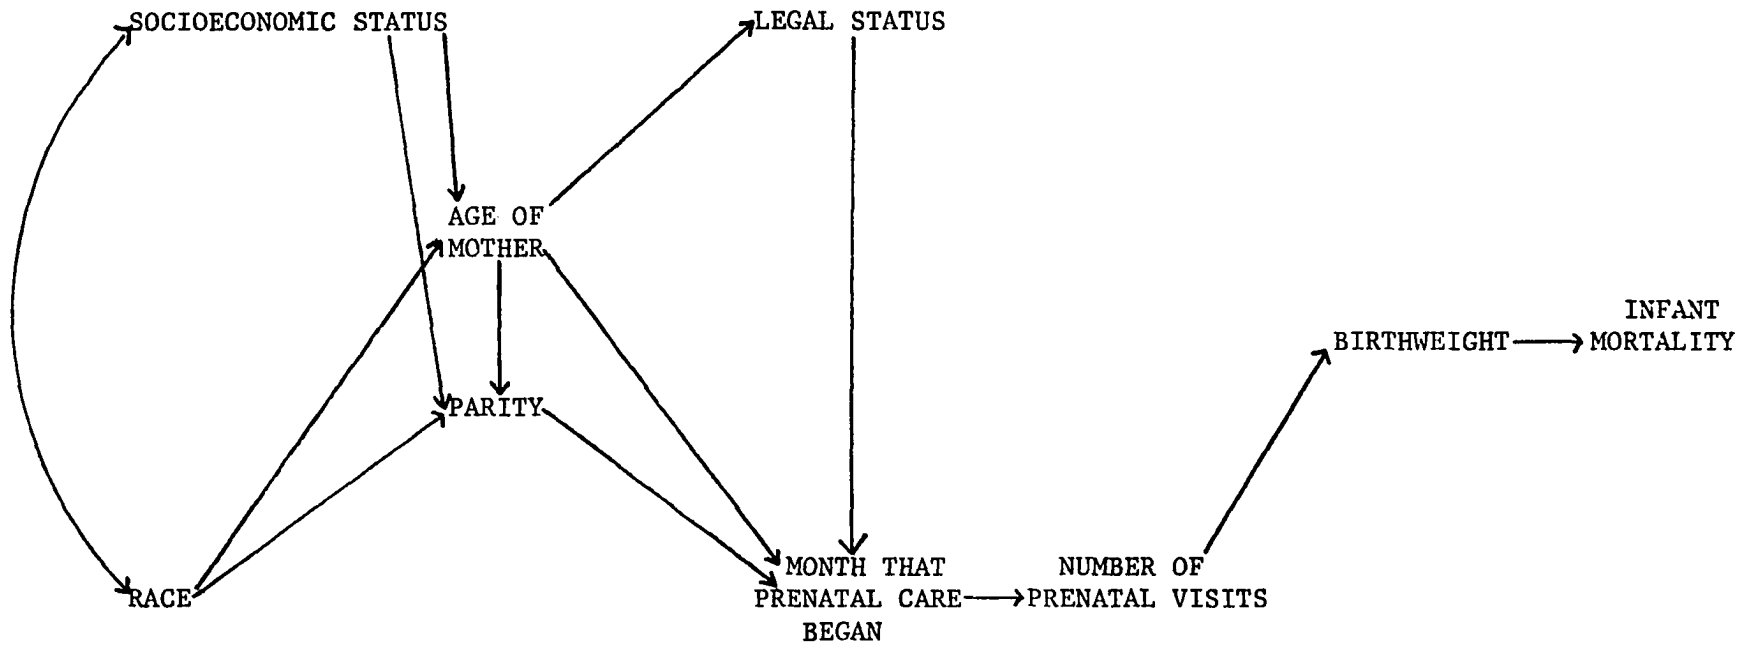 SOCIOECONOMIC STATUS
LEGAL STATUS
AGE OF
MOTHER
PARITY
RACE
MONTH THAT
PRENATAL CARE
BEGAN
NUMBER OF
PRENATAL VISITS
BIRTHWEIGHT
INFANT
MORTALITY